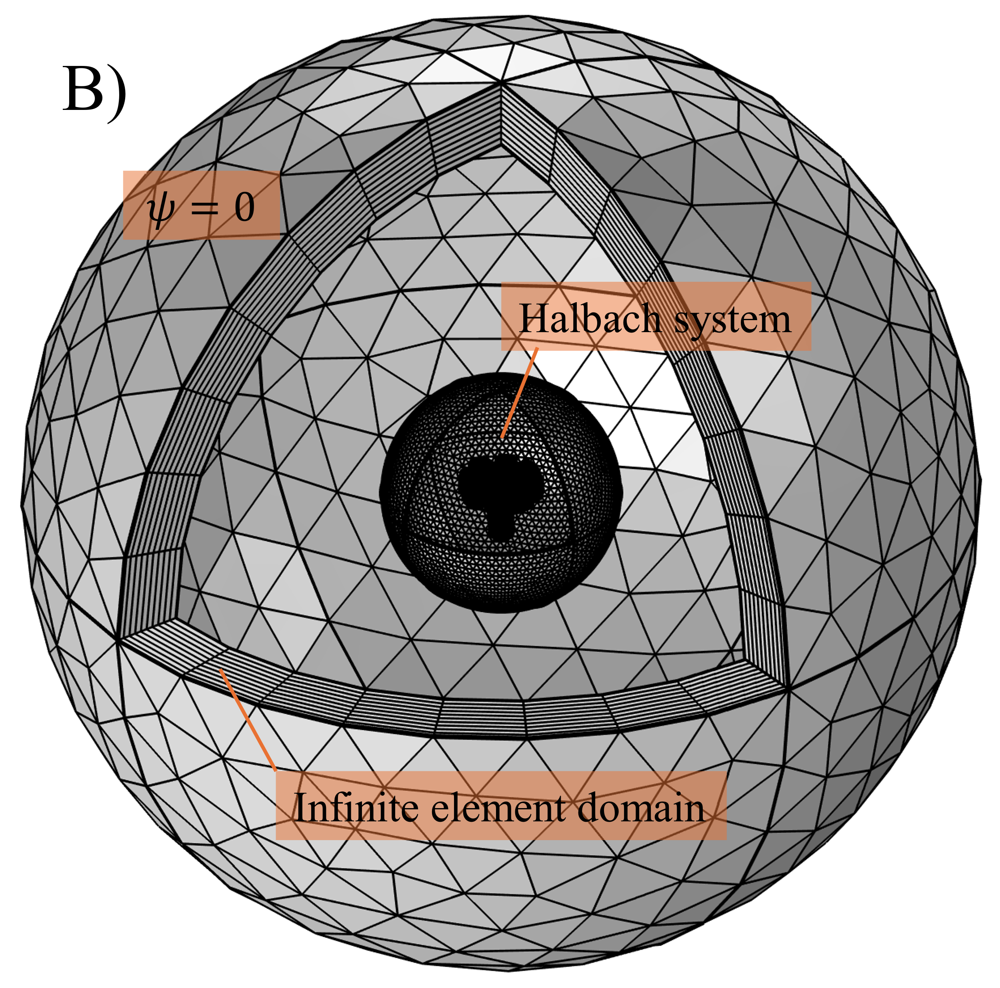 B)
ψ = 0
Halbach system
Infinite element domain